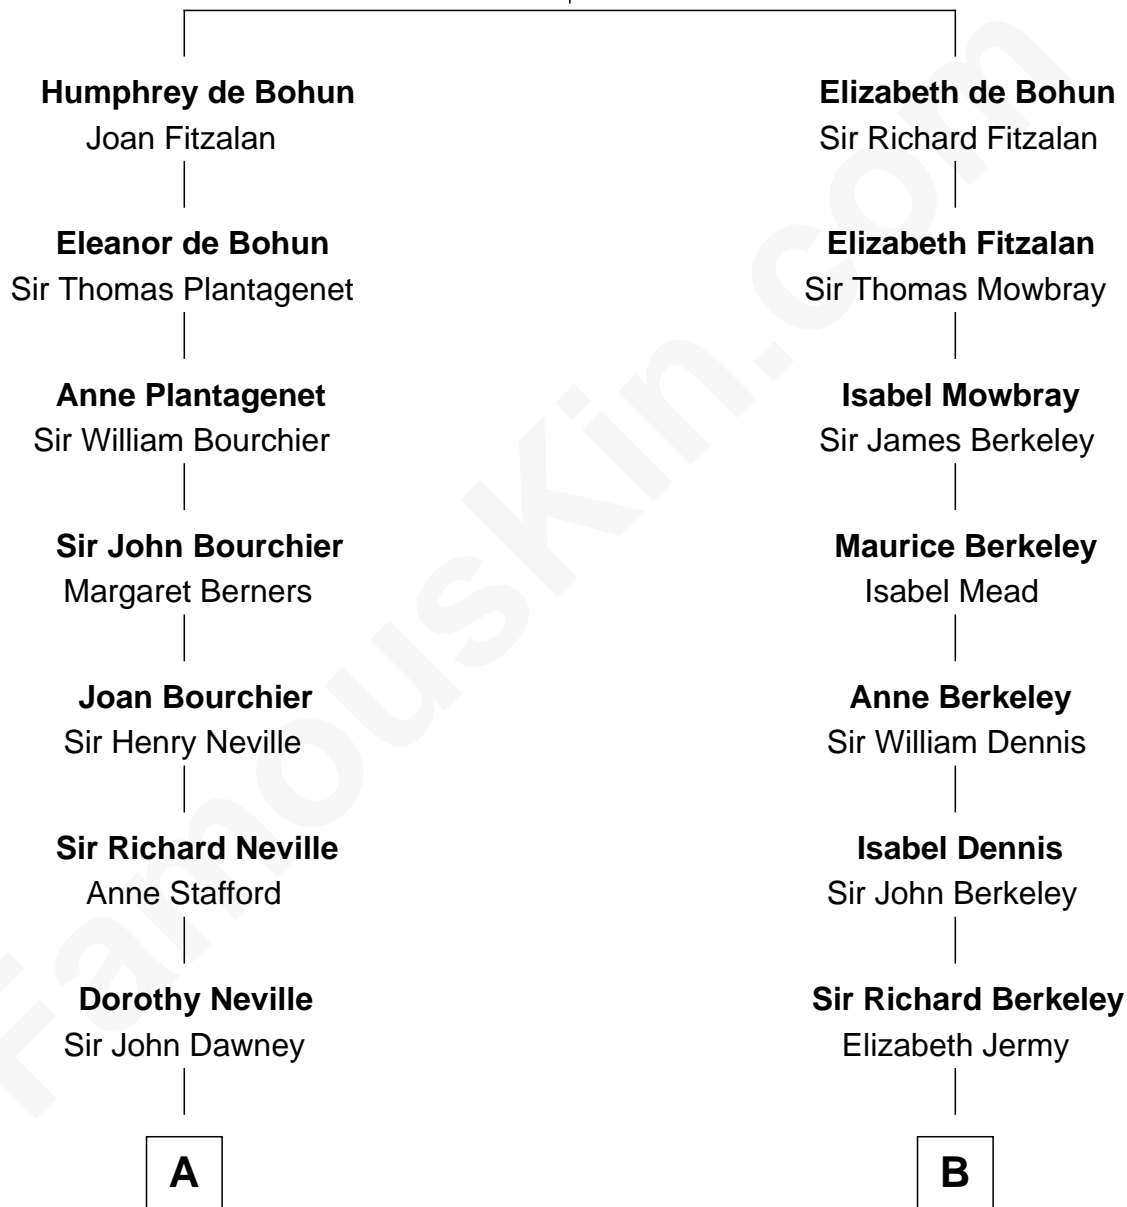 Humphrey de Bohun
Joan Fitzalan
Eleanor de Bohun
Sir Thomas Plantagenet
Anne Plantagenet
Sir William Bourchier
Sir John Bourchier
Margaret Berners
Joan Bourchier
Sir Henry Neville
Sir Richard Neville
Anne Stafford
Dorothy Neville
Sir John Dawney
A
Elizabeth de Bohun
Sir Richard Fitzalan
Elizabeth Fitzalan
Sir Thomas Mowbray
Isabel Mowbray
Sir James Berkeley
Maurice Berkeley
Isabel Mead
Anne Berkeley
Sir William Dennis
Isabel Dennis
Sir John Berkeley
Sir Richard Berkeley
Elizabeth Jermy
B
FamousKin.com